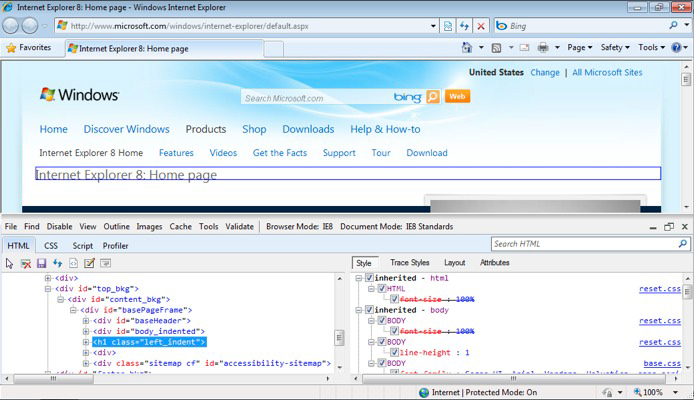 Internet Explorer 8: Home page - Windows Internet Explorer
http://www.microsoft.com/windows/internet-explorer/default.aspx
Bing
Favorites
Internet Explorer 8: Home page
Page Safety Tools
United States Change | All Microsoft Sites
Windows
Search Microsoft.com bing Web
Home Discover Windows Products Shop Downloads Help & How-to
Internet Explorer 8 Home Features Videos Get the Facts Support Tour Download
Internet Explorer 8: Home page
File Find Disable View Outline Images Cache Tools Validate Browser Mode: IE8 Document Mode: IE8 Standards
HTML CSS Script Profiler Search HTML
Style Trace Styles Layout Attributes
<div>
<div id="top_bkg">
<div id="content_bkg">
<div id="basePageFrame">
<div id="baseHeader">
<div id="body_indented">
<h1 class="left_indent">
<div>
<div class="sitemap cf" id="accessibility-sitemap">
inherited - html
HTML reset.css
font-size : 100%
inherited - body
BODY reset.css
font-size : 100%
BODY reset.css
line-height : 1
BODY base.css
Internet | Protected Mode: On 100%